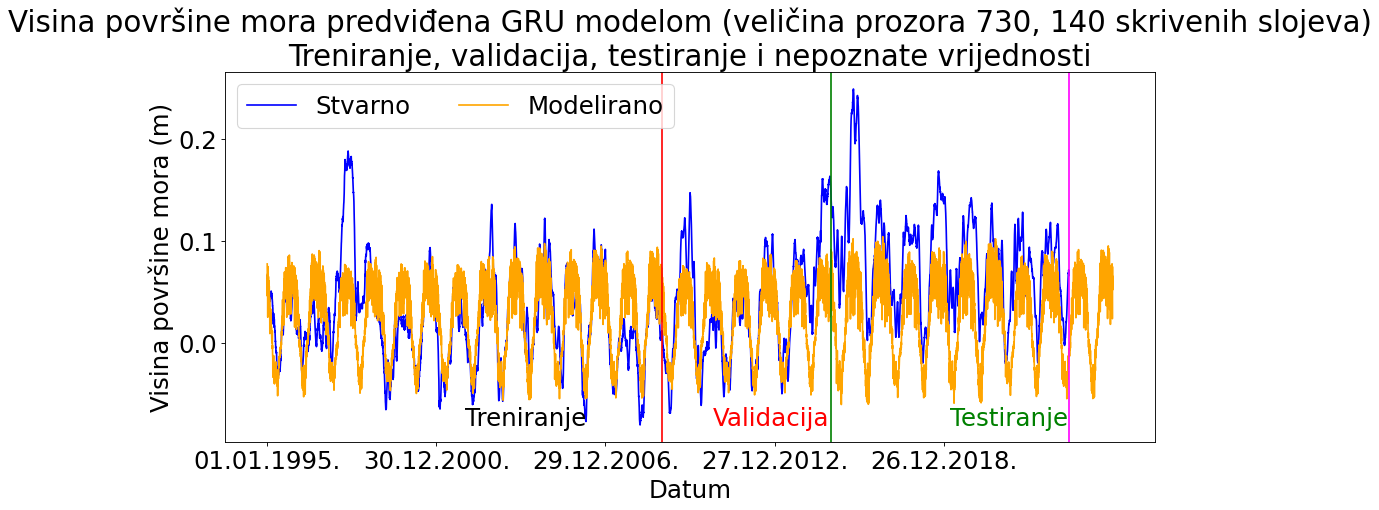 Visina površine mora predviđena GRU modelom (veličina prozora 730, 140 skrivenih slojeva)
Treniranje, validacija, testiranje i nepoznate vrijednosti
Stvarno
Modelirano
Visina površine mora (m)
0.2
0.1
0.0
Treniranje
Validacija
Testiranje
01.01.1995.
30.12.2000.
29.12.2006.
27.12.2012.
26.12.2018.
Datum